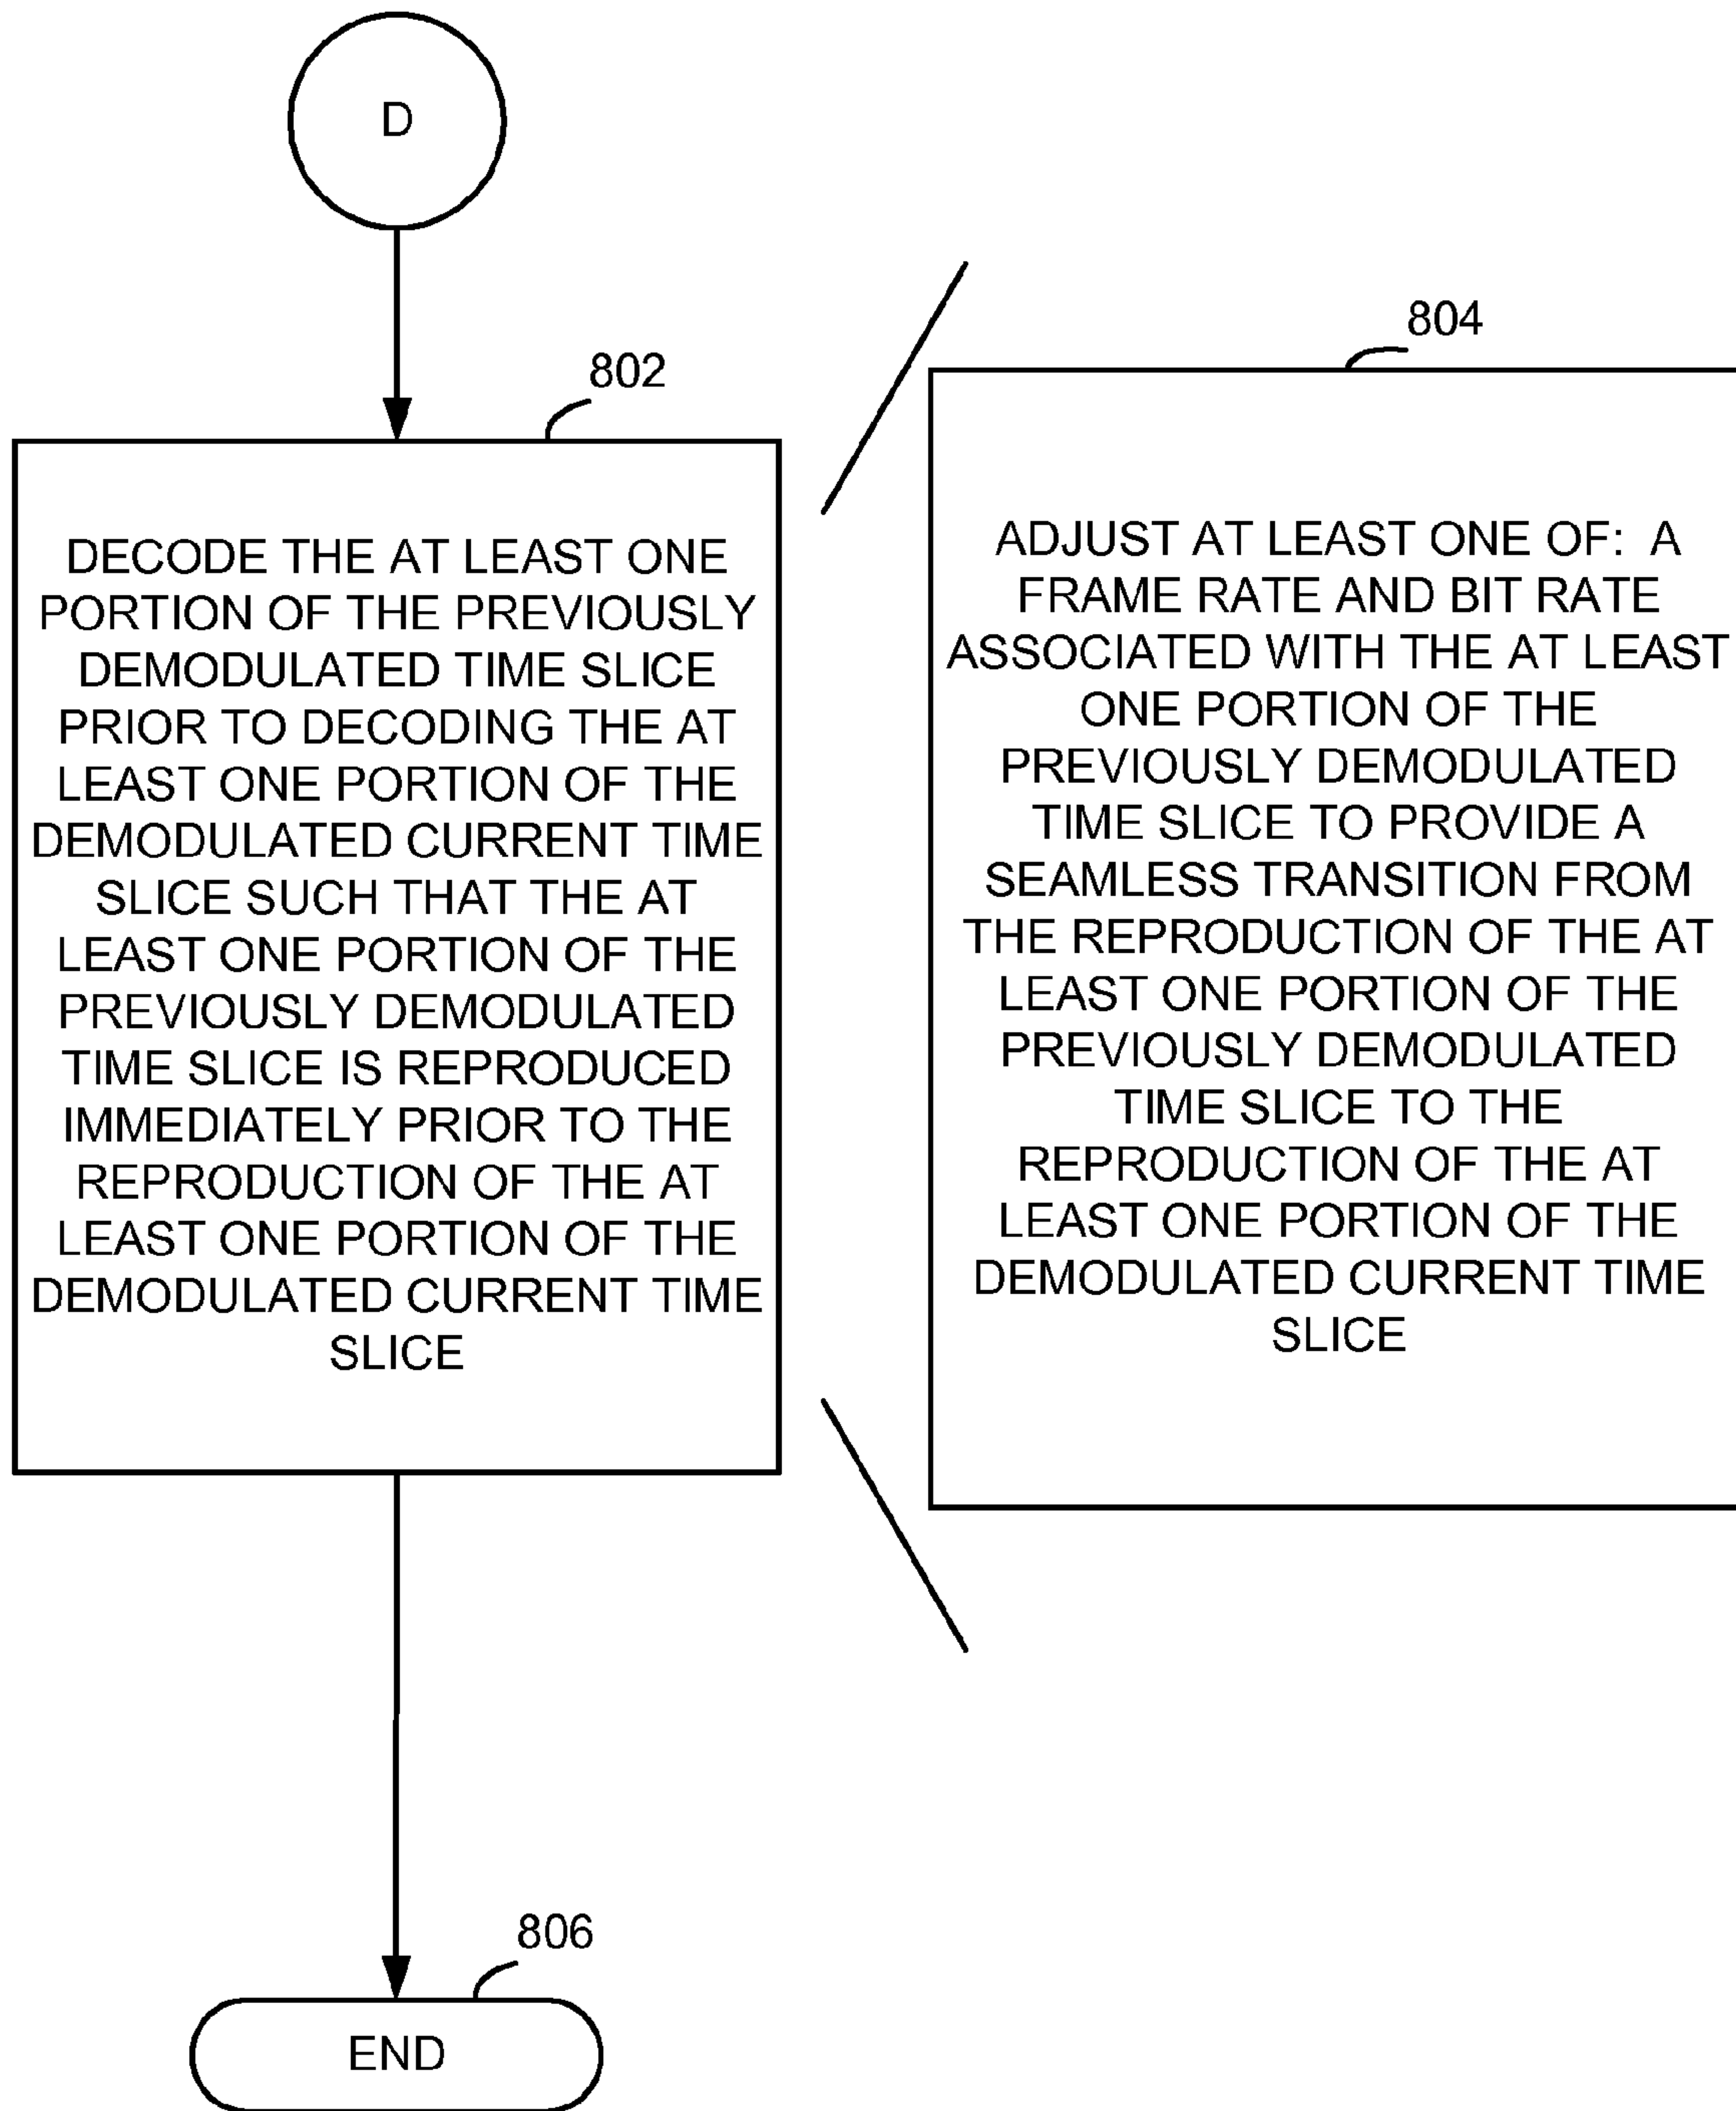 D
802
DECODE THE AT LEAST ONE
PORTION OF THE PREVIOUSLY
DEMODULATED TIME SLICE
PRIOR TO DECODING THE AT
LEAST ONE PORTION OF THE
DEMODULATED CURRENT TIME
SLICE SUCH THAT THE AT
LEAST ONE PORTION OF THE
PREVIOUSLY DEMODULATED
TIME SLICE IS REPRODUCED
IMMEDIATELY PRIOR TO THE
REPRODUCTION OF THE AT
LEAST ONE PORTION OF THE
DEMODULATED CURRENT TIME
SLICE
804
ADJUST AT LEAST ONE OF:  A
FRAME RATE AND BIT RATE
ASSOCIATED WITH THE AT LEAST
ONE PORTION OF THE
PREVIOUSLY DEMODULATED
TIME SLICE TO PROVIDE A
SEAMLESS TRANSITION FROM
THE REPRODUCTION OF THE AT
LEAST ONE PORTION OF THE
PREVIOUSLY DEMODULATED
TIME SLICE TO THE
REPRODUCTION OF THE AT
LEAST ONE PORTION OF THE
DEMODULATED CURRENT TIME
SLICE
806
END